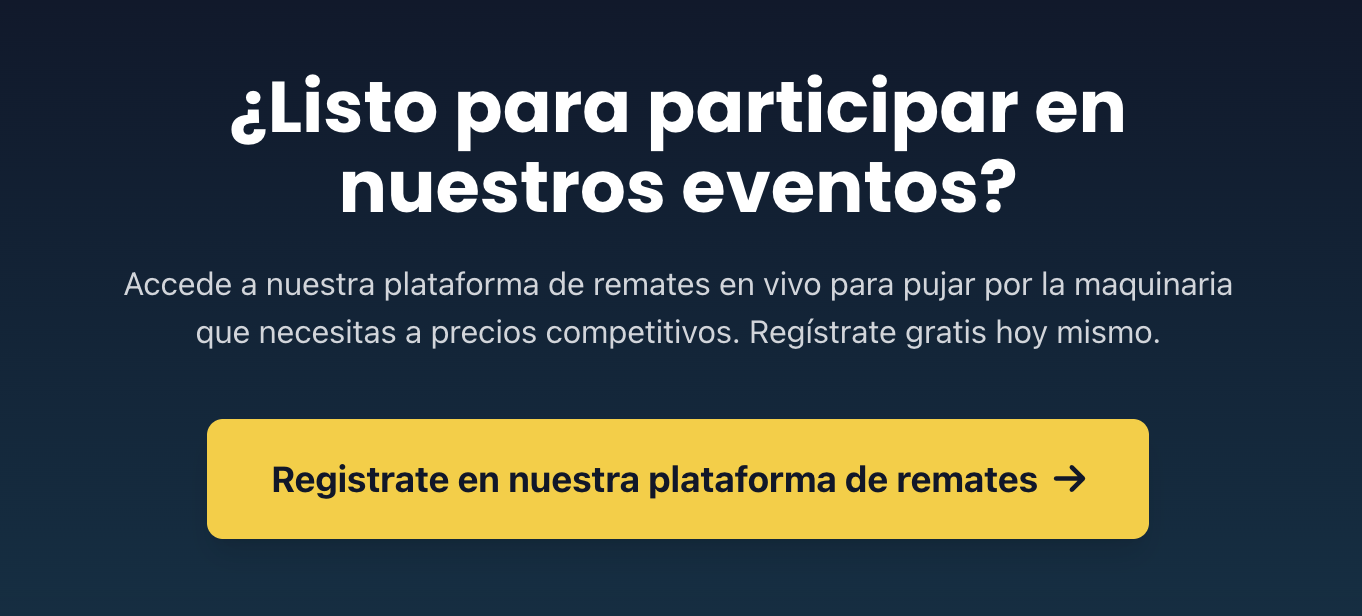 ¿Listo para participar en
nuestros eventos?
Accede a nuestra plataforma de remates en vivo para pujar por la maquinaria
que necesitas a precios competitivos. Regístrate gratis hoy mismo.
Registrate en nuestra plataforma de remates →